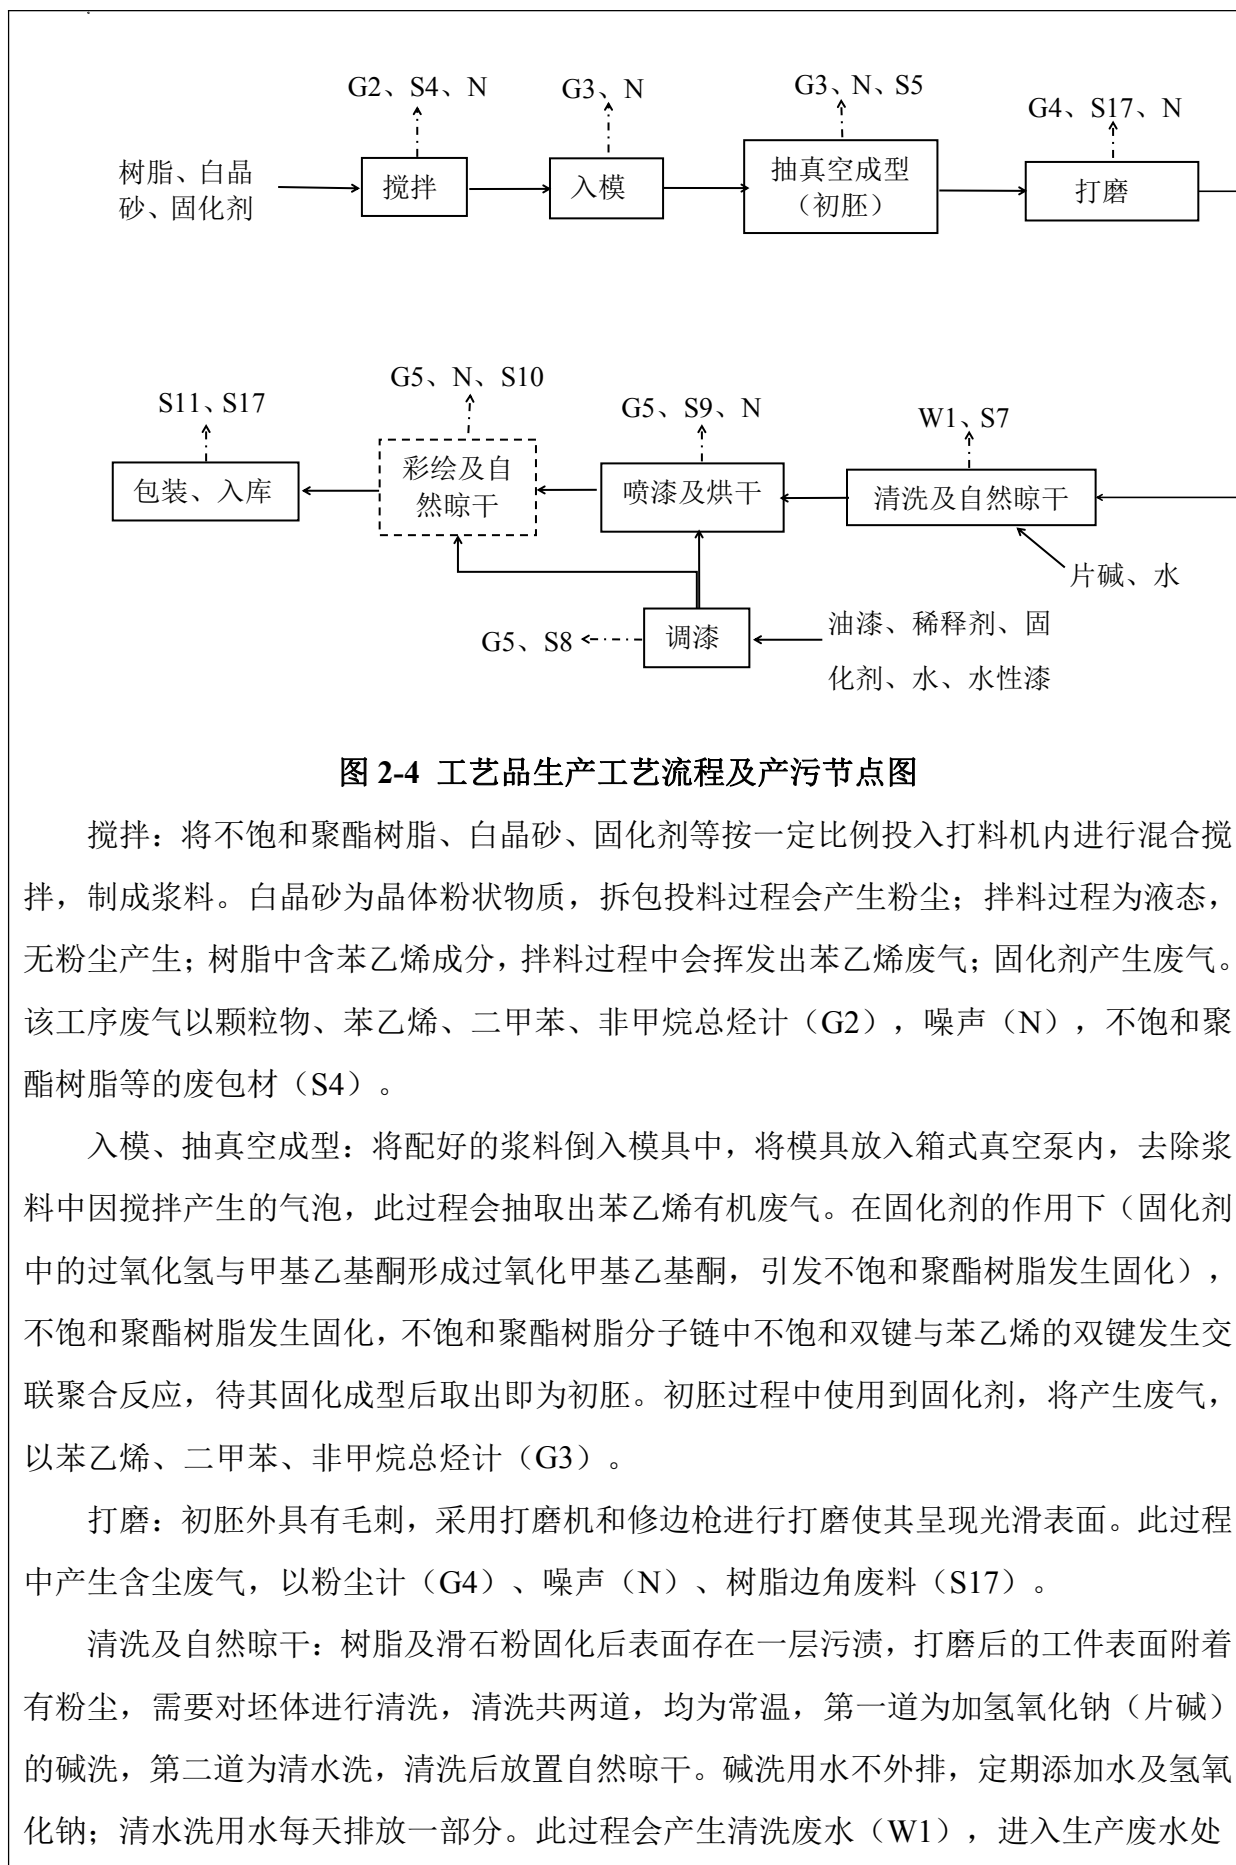 G2、S4、N
G3、N
G3、N、S5
G4、S17、N
树脂、白晶
砂、固化剂
搅拌
入模
抽真空成型
（初胚）
打磨
S11、S17
G5、N、S10
G5、S9、N
W1、S7
包装、入库
彩绘及自
然晾干
喷漆及烘干
清洗及自然晾干
片碱、水
G5、S8
调漆
油漆、稀释剂、固
化剂、水、水性漆
图 2-4 工艺品生产工艺流程及产污节点图
搅拌：将不饱和聚酯树脂、白晶砂、固化剂等按一定比例投入打料机内进行混合搅
拌，制成浆料。白晶砂为晶体粉状物质，拆包投料过程会产生粉尘；拌料过程为液态，
无粉尘产生；树脂中含苯乙烯成分，拌料过程中会挥发出苯乙烯废气；固化剂产生废气。
该工序废气以颗粒物、苯乙烯、二甲苯、非甲烷总烃计（G2），噪声（N），不饱和聚
酯树脂等的废包材（S4）。
入模、抽真空成型：将配好的浆料倒入模具中，将模具放入箱式真空泵内，去除浆
料中因搅拌产生的气泡，此过程会抽取出苯乙烯有机废气。在固化剂的作用下（固化剂
中的过氧化氢与甲基乙基酮形成过氧化甲基乙基酮，引发不饱和聚酯树脂发生固化），
不饱和聚酯树脂发生固化，不饱和聚酯树脂分子链中不饱和双键与苯乙烯的双键发生交
联聚合反应，待其固化成型后取出即为初胚。初胚过程中使用到固化剂，将产生废气，
以苯乙烯、二甲苯、非甲烷总烃计（G3）。
打磨：初胚外具有毛刺，采用打磨机和修边枪进行打磨使其呈现光滑表面。此过程
中产生含尘废气，以粉尘计（G4）、噪声（N）、树脂边角废料（S17）。
清洗及自然晾干：树脂及滑石粉固化后表面存在一层污渍，打磨后的工件表面附着
有粉尘，需要对坯体进行清洗，清洗共两道，均为常温，第一道为加氢氧化钠（片碱）
的碱洗，第二道为清水洗，清洗后放置自然晾干。碱洗用水不外排，定期添加水及氢氧
化钠；清水洗用水每天排放一部分。此过程会产生清洗废水（W1），进入生产废水处